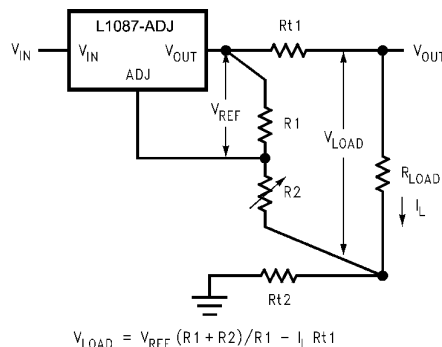 L1087-ADJ
V_IN
V_IN
V_OUT
ADJ
Rt1
V_OUT
V_REF
R1
V_LOAD
R2
R_LOAD
I_L
Rt2
V_LOAD = V_REF (R1+R2)/R1 - I_L Rt1